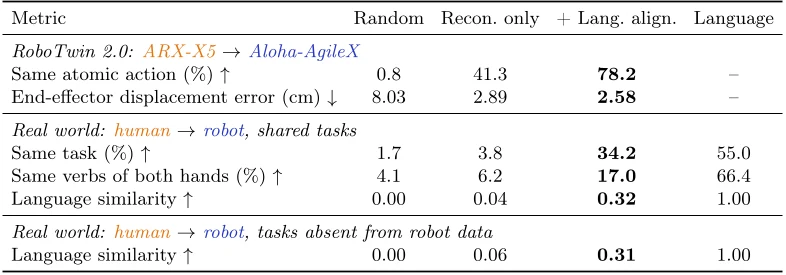 Metric Random Recon. only + Lang. align. Language
RoboTwin 2.0: ARX-X5 → Aloha-AgileX
Same atomic action (%) ↑ 0.8 41.3 78.2 –
End-effector displacement error (cm) ↓ 8.03 2.89 2.58 –
Real world: human → robot, shared tasks
Same task (%) ↑ 1.7 3.8 34.2 55.0
Same verbs of both hands (%) ↑ 4.1 6.2 17.0 66.4
Language similarity ↑ 0.00 0.04 0.32 1.00
Real world: human → robot, tasks absent from robot data
Language similarity ↑ 0.00 0.06 0.31 1.00